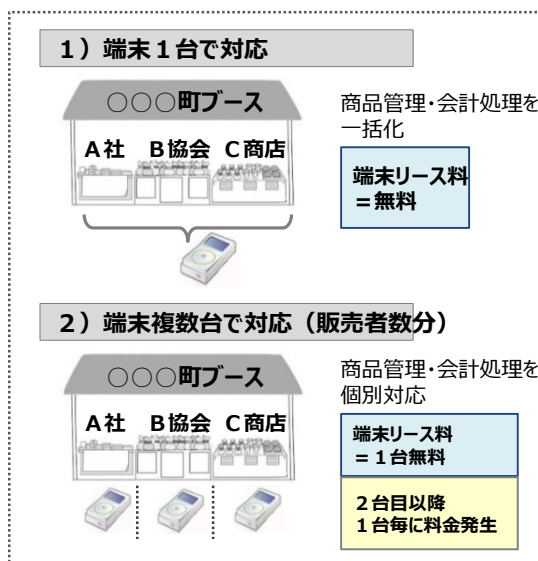 １）端末１台で対応
○○○町ブース
A社 B協会 C商店
商品管理・会計処理を
一括化
端末リース料
＝無料
２）端末複数台で対応（販売者数分）
○○○町ブース
A社 B協会 C商店
商品管理・会計処理を
個別対応
端末リース料
＝１台無料
２台目以降
１台毎に料金発生